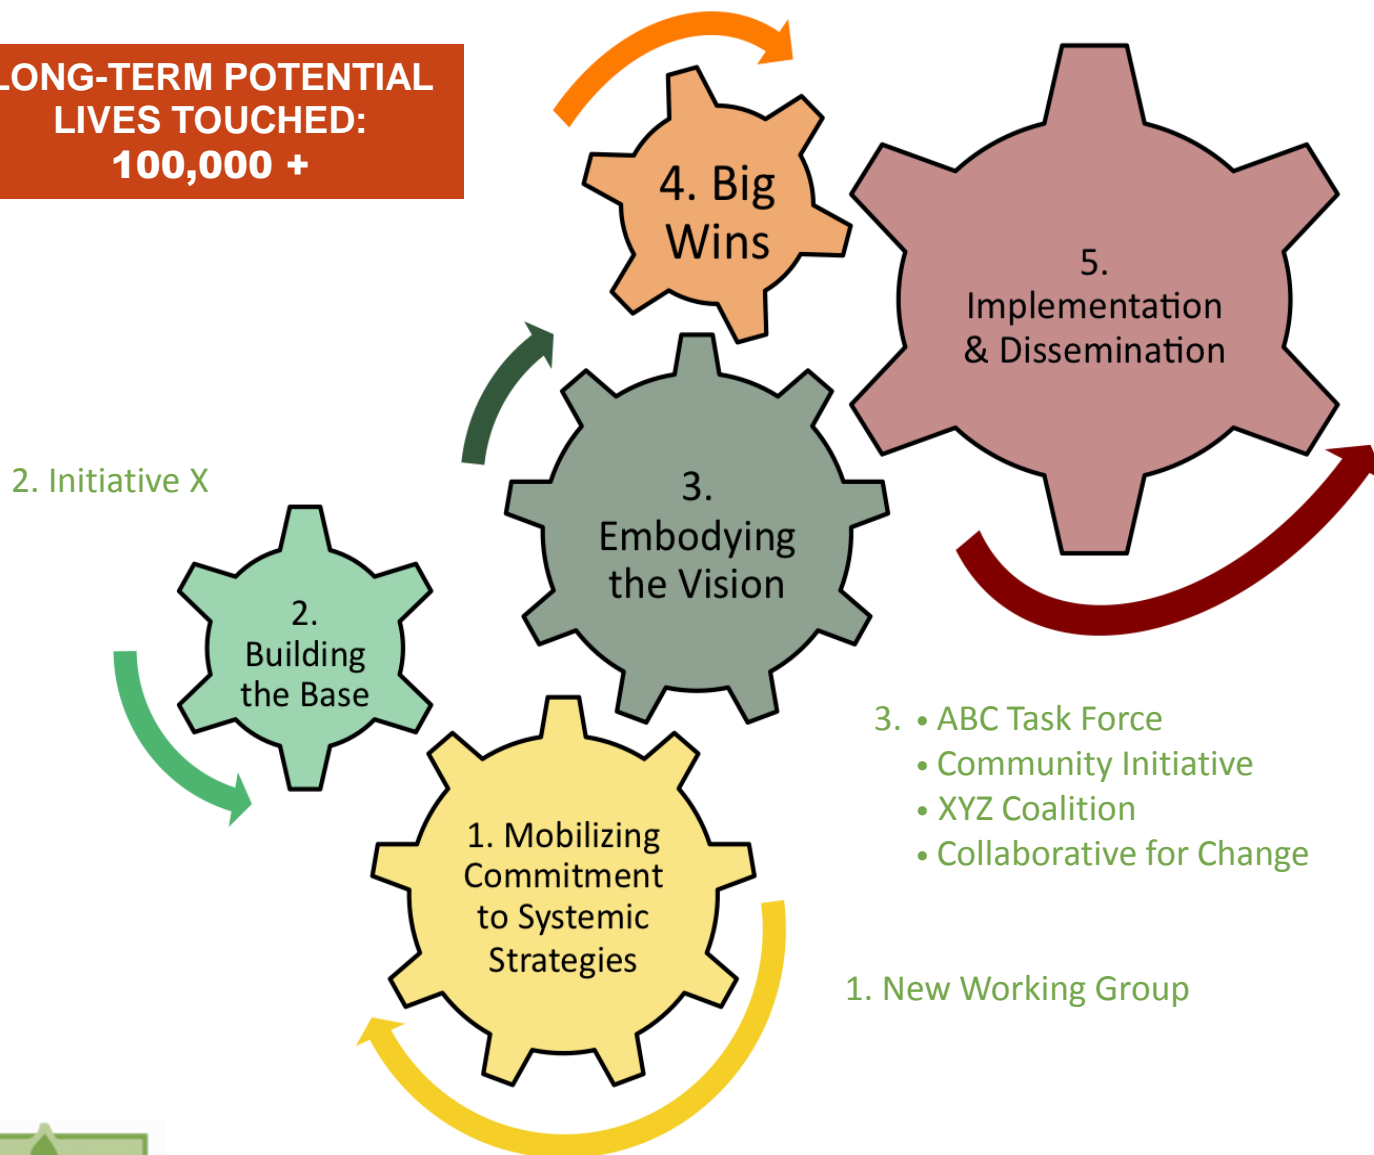 LONG-TERM POTENTIAL
LIVES TOUCHED:
100,000 +
4. Big
Wins
5.
Implementation
& Dissemination
3.
Embodying
the Vision
2. Initiative X
2.
Building
the Base
3. • ABC Task Force
• Community Initiative
• XYZ Coalition
• Collaborative for Change
1. Mobilizing
Commitment
to Systemic
Strategies
1. New Working Group